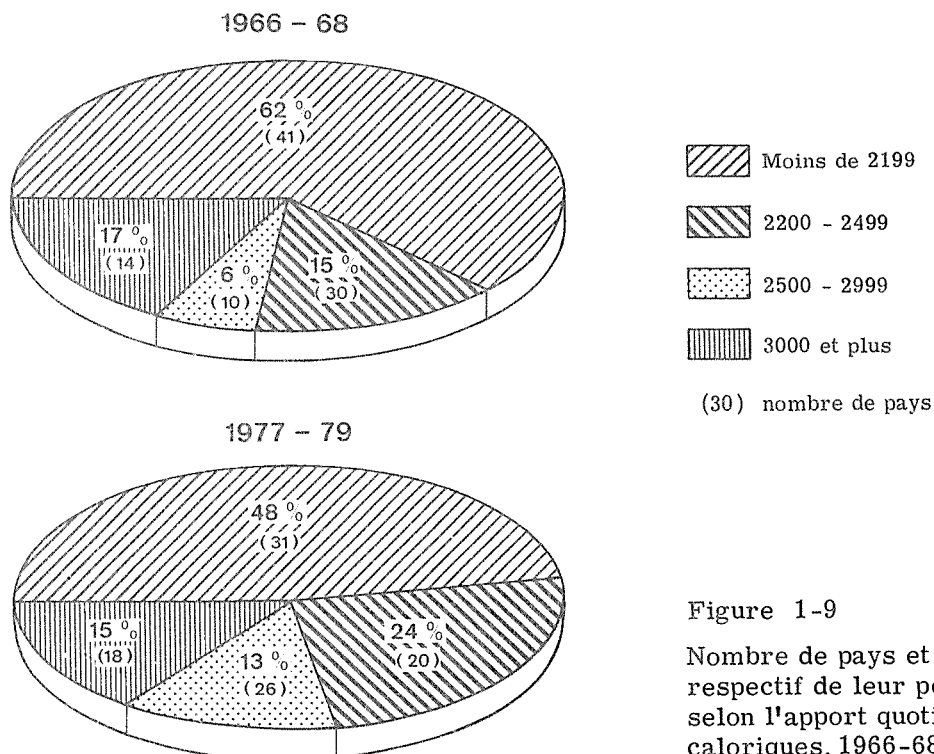 1966 - 68
62 %
(41)
17 %
(14)
6 %
(10)
15 %
(30)
Moins de 2199
2200 - 2499
2500 - 2999
3000 et plus
(30) nombre de pays
1977 - 79
48 %
(31)
15 %
(18)
13 %
(26)
24 %
(20)
Figure 1-9
Nombre de pays et
respectif de leur
selon l'apport
caloriques, 1966-68